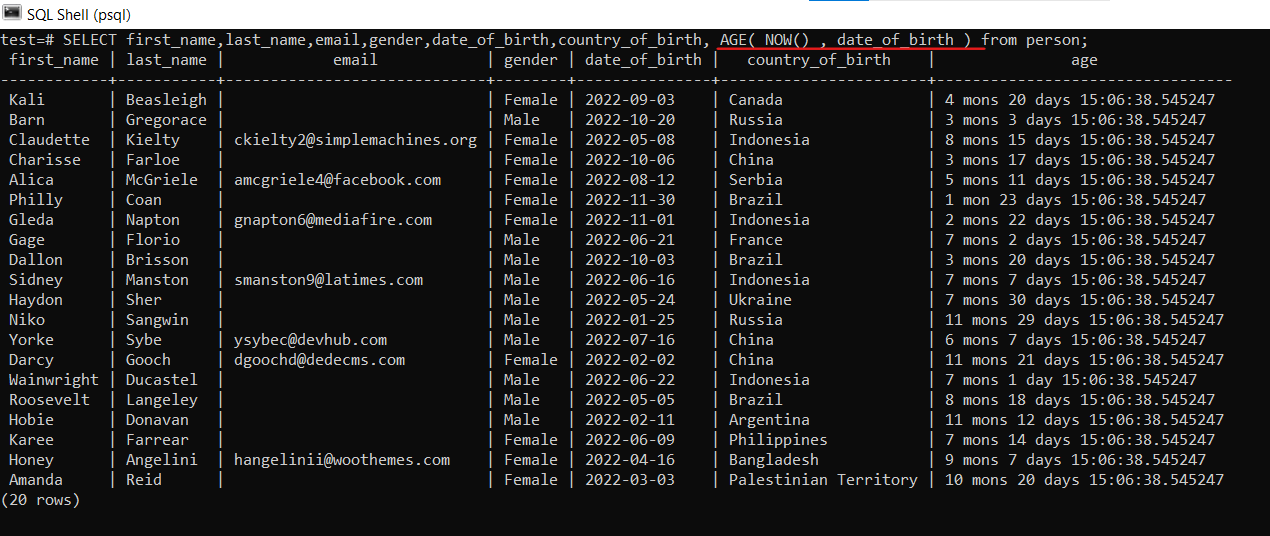 SQL Shell (psql)
test=# SELECT first_name,last_name,email,gender,date_of_birth,country_of_birth, AGE( NOW() , date_of_birth ) from person;
 first_name | last_name |            email            | gender | date_of_birth |   country_of_birth    |               age
------------+-----------+-----------------------------+--------+---------------+-----------------------+---------------------------------
 Kali       | Beasleigh |                             | Female | 2022-09-03    | Canada                | 4 mons 20 days 15:06:38.545247
 Barn       | Gregorace |                             | Male   | 2022-10-20    | Russia                | 3 mons 3 days 15:06:38.545247
 Claudette  | Kielty    | ckielty2@simplemachines.org | Female | 2022-05-08    | Indonesia             | 8 mons 15 days 15:06:38.545247
 Charisse   | Farloe    |                             | Female | 2022-10-06    | China                 | 3 mons 17 days 15:06:38.545247
 Alica      | McGriele  | amcgriele4@facebook.com     | Female | 2022-08-12    | Serbia                | 5 mons 11 days 15:06:38.545247
 Philly     | Coan      |                             | Female | 2022-11-30    | Brazil                | 1 mon 23 days 15:06:38.545247
 Gleda      | Napton    | gnapton6@mediafire.com      | Female | 2022-11-01    | Indonesia             | 2 mons 22 days 15:06:38.545247
 Gage       | Florio    |                             | Male   | 2022-06-21    | France                | 7 mons 2 days 15:06:38.545247
 Dallon     | Brisson   |                             | Male   | 2022-10-03    | Brazil                | 3 mons 20 days 15:06:38.545247
 Sidney     | Manston   | smanston9@latimes.com       | Male   | 2022-06-16    | Indonesia             | 7 mons 7 days 15:06:38.545247
 Haydon     | Sher      |                             | Male   | 2022-05-24    | Ukraine               | 7 mons 30 days 15:06:38.545247
 Niko       | Sangwin   |                             | Male   | 2022-01-25    | Russia                | 11 mons 29 days 15:06:38.545247
 Yorke      | Sybe      | ysybec@devhub.com           | Male   | 2022-07-16    | China                 | 6 mons 7 days 15:06:38.545247
 Darcy      | Gooch     | dgoochd@dedecms.com         | Female | 2022-02-02    | China                 | 11 mons 21 days 15:06:38.545247
 Wainwright | Ducastel  |                             | Male   | 2022-06-22    | Indonesia             | 7 mons 1 day 15:06:38.545247
 Roosevelt  | Langeley  |                             | Male   | 2022-05-05    | Brazil                | 8 mons 18 days 15:06:38.545247
 Hobie      | Donavan   |                             | Male   | 2022-02-11    | Argentina             | 11 mons 12 days 15:06:38.545247
 Karee      | Farrear   |                             | Female | 2022-06-09    | Philippines           | 7 mons 14 days 15:06:38.545247
 Honey      | Angelini  | hangelinii@woothemes.com    | Female | 2022-04-16    | Bangladesh            | 9 mons 7 days 15:06:38.545247
 Amanda     | Reid      |                             | Female | 2022-03-03    | Palestinian Territory | 10 mons 20 days 15:06:38.545247
(20 rows)